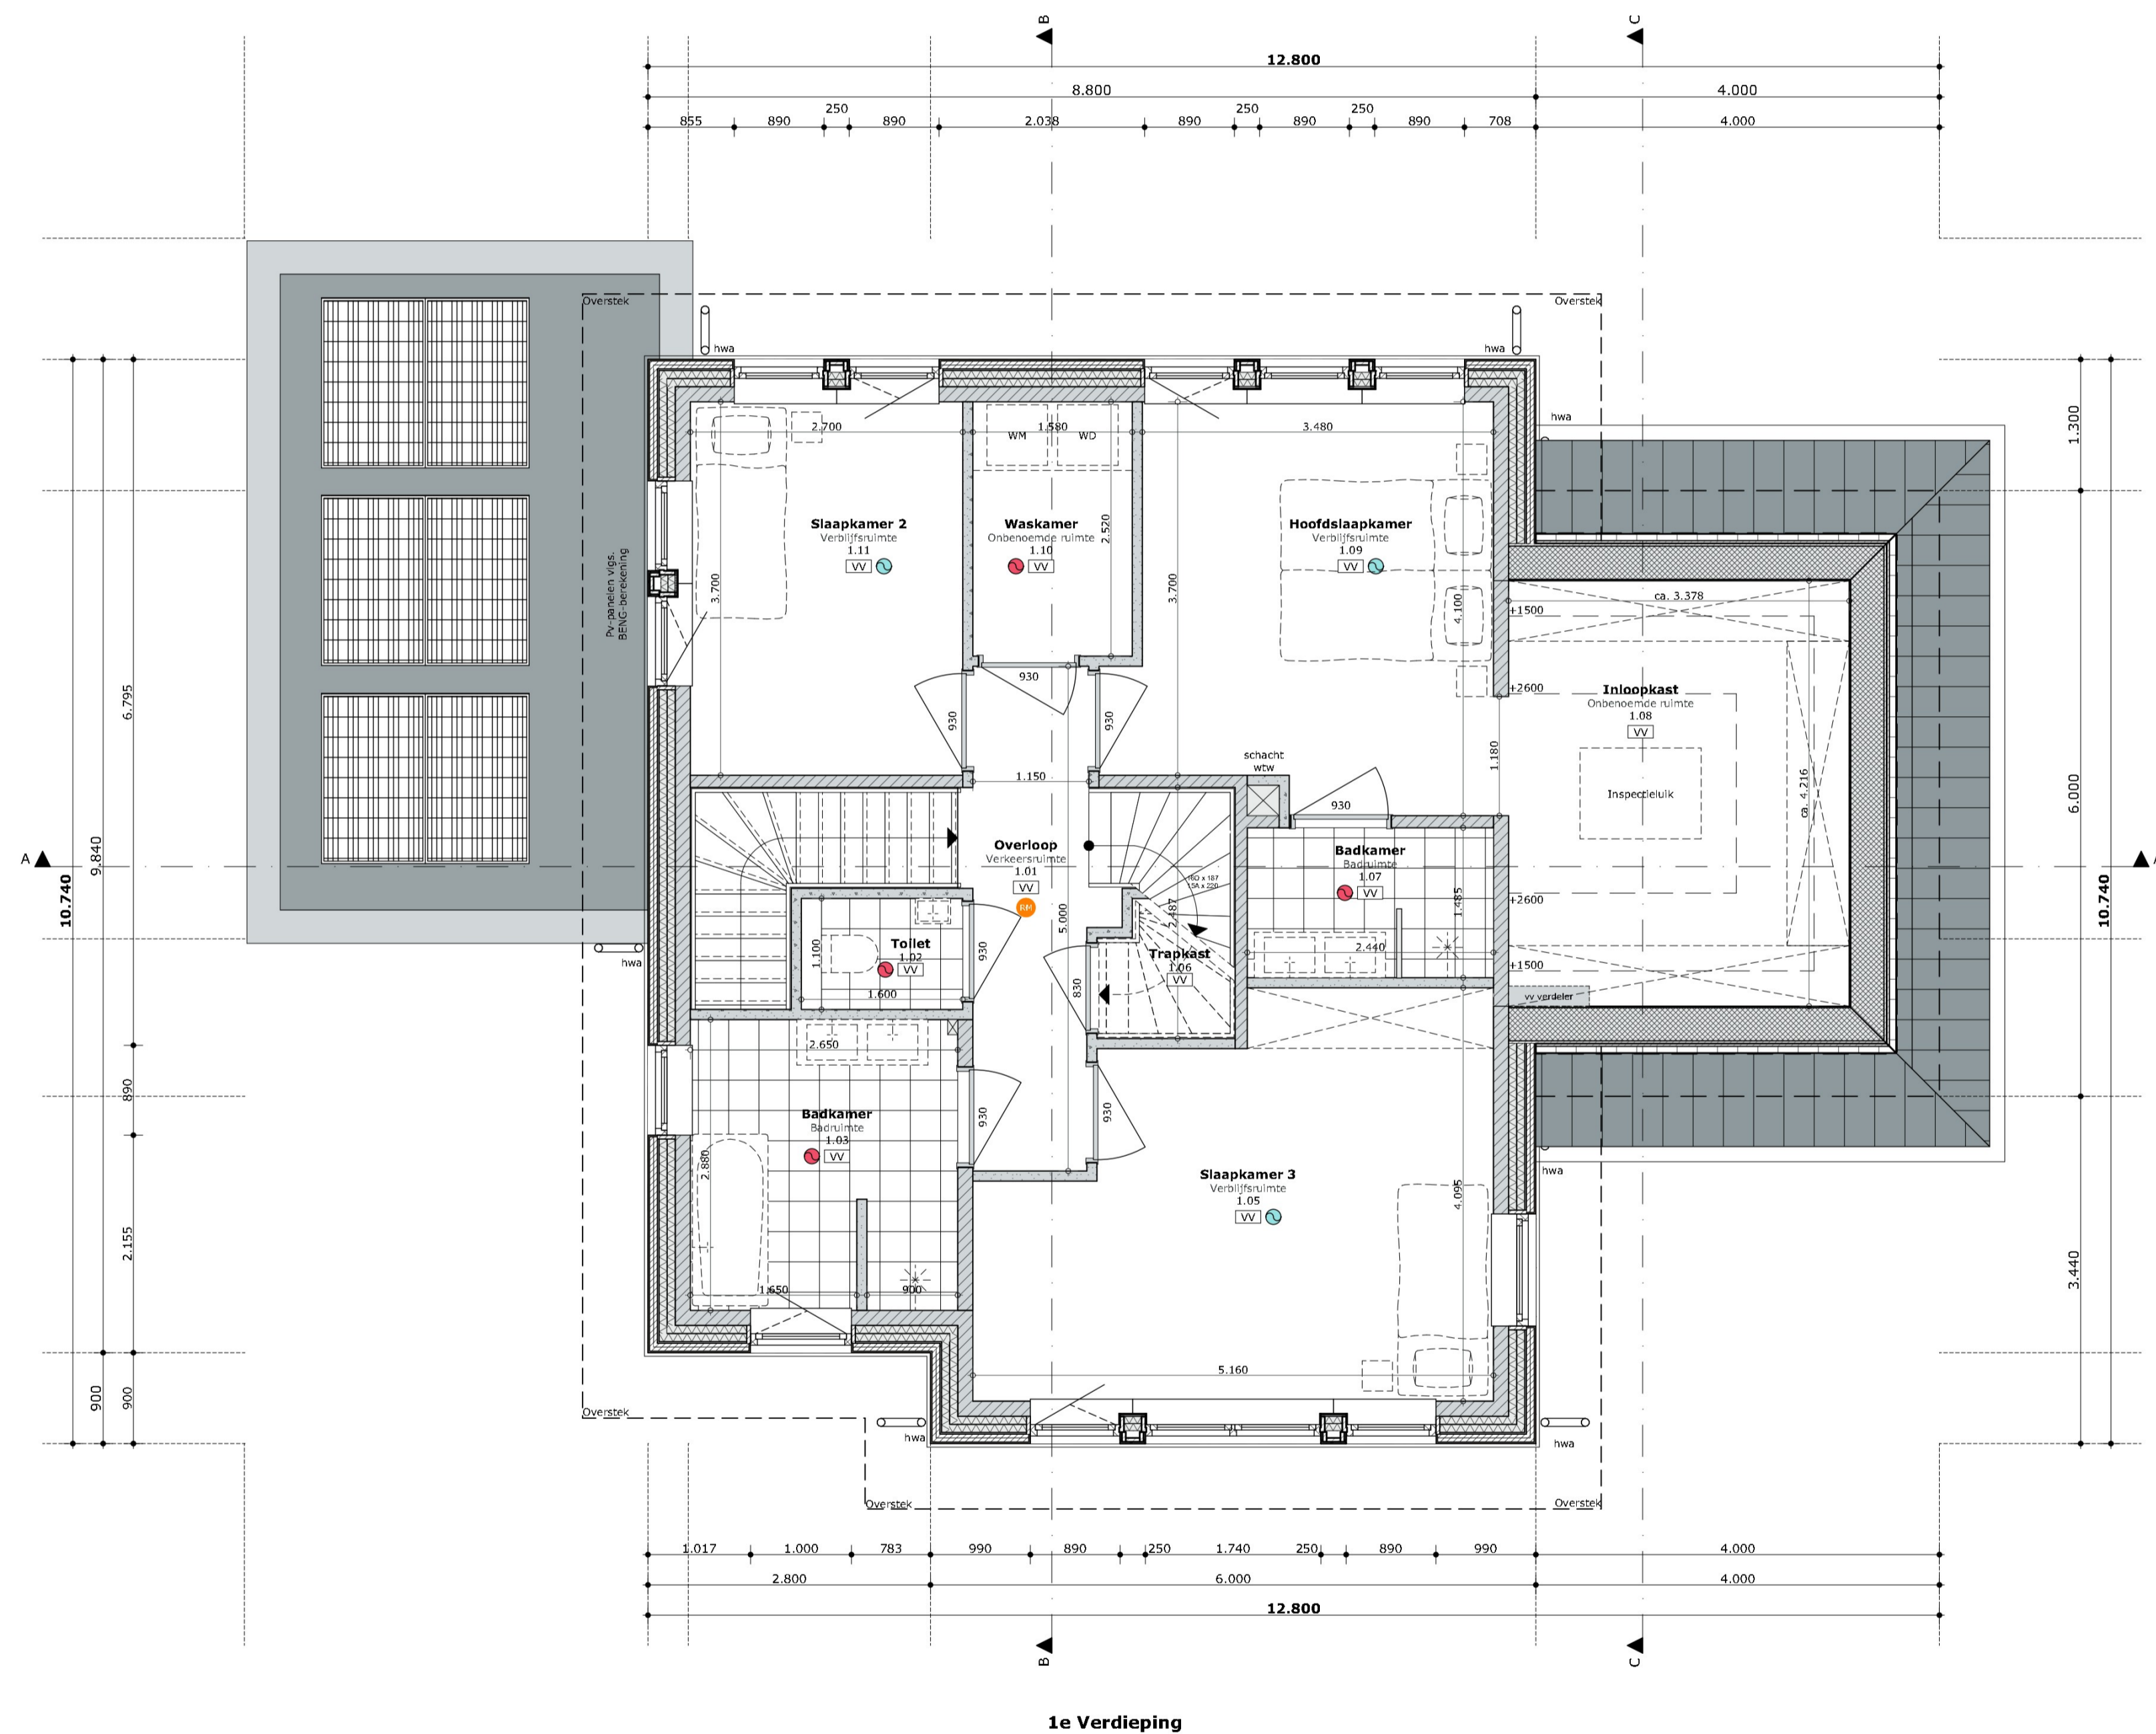 B
C
12.800
8.800
4.000
250
250
250
855
890
890
2.038
890
890
890
708
4.000
Overstek
Overstek
hwa
hwa
hwa
2.700
1.580
3.480
WM
WD
1.300
Slaapkamer 2
Verblijfsruimte
1.11
VV
Waskamer
Onbenoemde ruimte
1.10
VV
2.520
Hoofdslaapkamer
Verblijfsruimte
1.09
VV
Pv-panelen vlgs.
BENG-berekening
3.700
3.700
4.100
ca. 3.378
+1500
930
+2600
Inloopkast
Onbenoemde ruimte
1.08
VV
6.795
930
930
1.180
schacht
wtw
1.150
Inspectieluik
ca. 4.216
6.000
930
9.840
Overloop
Verkeersruimte
1.01
VV
RM
Badkamer
Badruimte
1.07
VV
A
A
10.740
10.740
16O x 187
15A x 220
2.487
1.485
+2600
5.000
1.100
Toilet
1.02
VV
930
2.440
Trapkast
1.06
VV
+1500
1.600
830
vv verdeler
hwa
2.650
890
Badkamer
Badruimte
1.03
VV
930
930
2.880
hwa
Slaapkamer 3
Verblijfsruimte
1.05
VV
4.095
2.155
3.440
1.650
900
5.160
900
900
Overstek
hwa
hwa
Overstek
Overstek
1.017
1.000
783
990
890
250
1.740
250
890
990
4.000
2.800
6.000
4.000
12.800
B
C
1e Verdieping